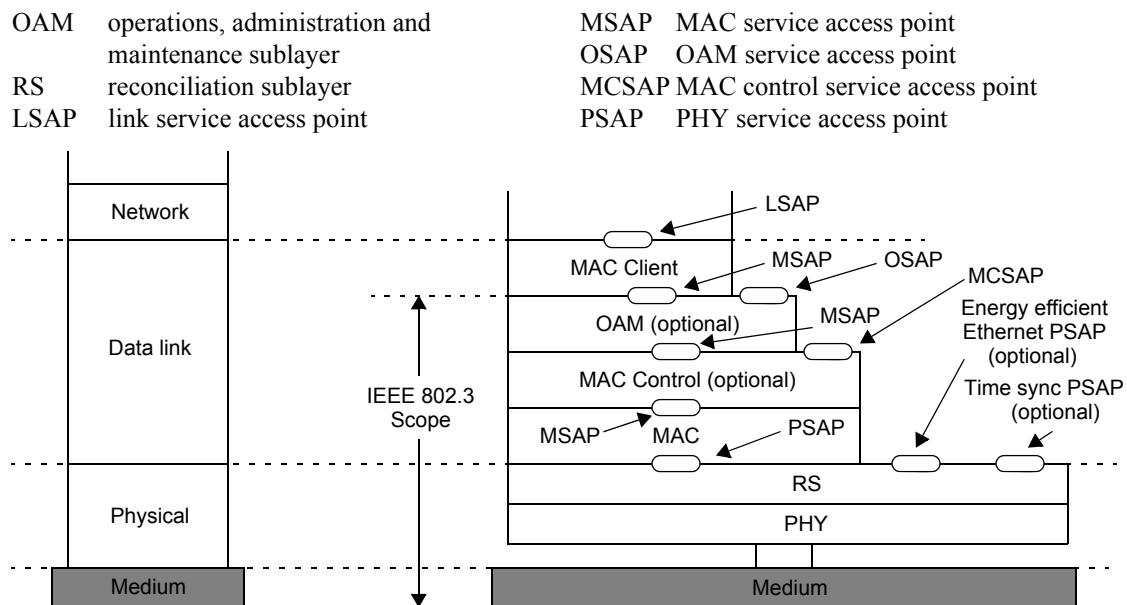 OAM operations, administration and
maintenance sublayer
RS reconciliation sublayer
LSAP link service access point
MSAP MAC service access point
OSAP OAM service access point
MCSAP MAC control service access point
PSAP PHY service access point
Network
Data link
Physical
Medium
IEEE 802.3
Scope
LSAP
MAC Client
MSAP
OSAP
MCSAP
OAM (optional)
MSAP
Energy efficient
Ethernet PSAP
(optional)
MAC Control (optional)
Time sync PSAP
(optional)
MSAP
MAC
PSAP
RS
PHY
Medium